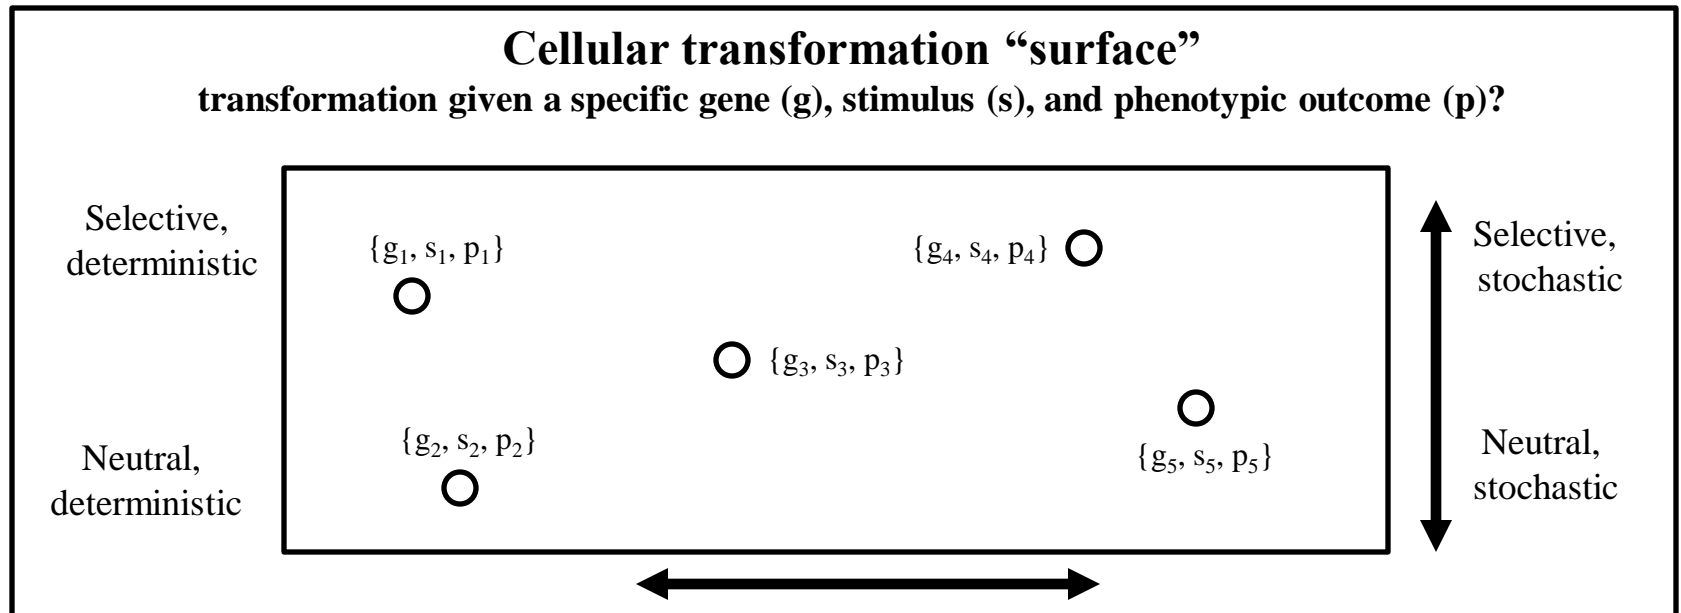 Cellular transformation “surface”
transformation given a specific gene (g), stimulus (s), and phenotypic outcome (p)?
Selective,
deterministic
{g₁, s₁, p₁}
{g₄, s₄, p₄}
Selective,
stochastic
{g₃, s₃, p₃}
Neutral,
deterministic
{g₂, s₂, p₂}
{g₅, s₅, p₅}
Neutral,
stochastic